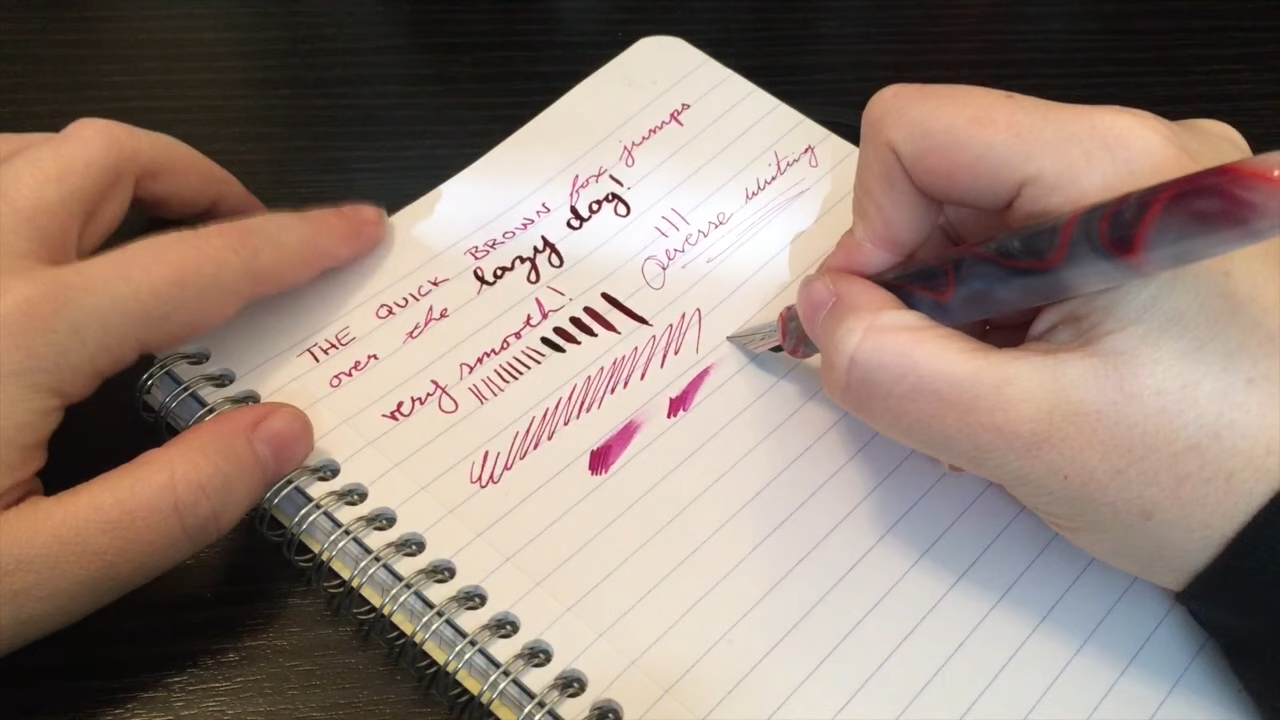 THE QUICK BROWN fox jumps
over the lazy dog!
very smooth!
reverse writing